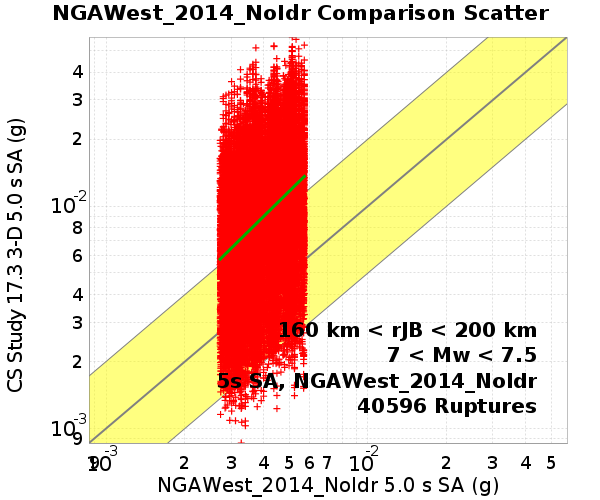 NGAWest_2014_NoIdr Comparison Scatter
CS Study 17.3 3-D 5.0 s SA (g)
4
3
2
10-2
8
6
4
3
2
10-3
9
160 km < rJB < 200 km
7 < Mw < 7.5
5s SA, NGAWest_2014_NoIdr
40596 Ruptures
9 10-3 2 3 4 5 6 7 10-2 2 3 4 5
NGAWest_2014_NoIdr 5.0 s SA (g)